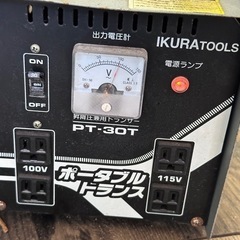 出力電圧計
IKURATOOLS
ON
OFF
V
電源ランプ
昇降圧兼用トランサー
PT-30T
100V
115V
ポータブル
トランス